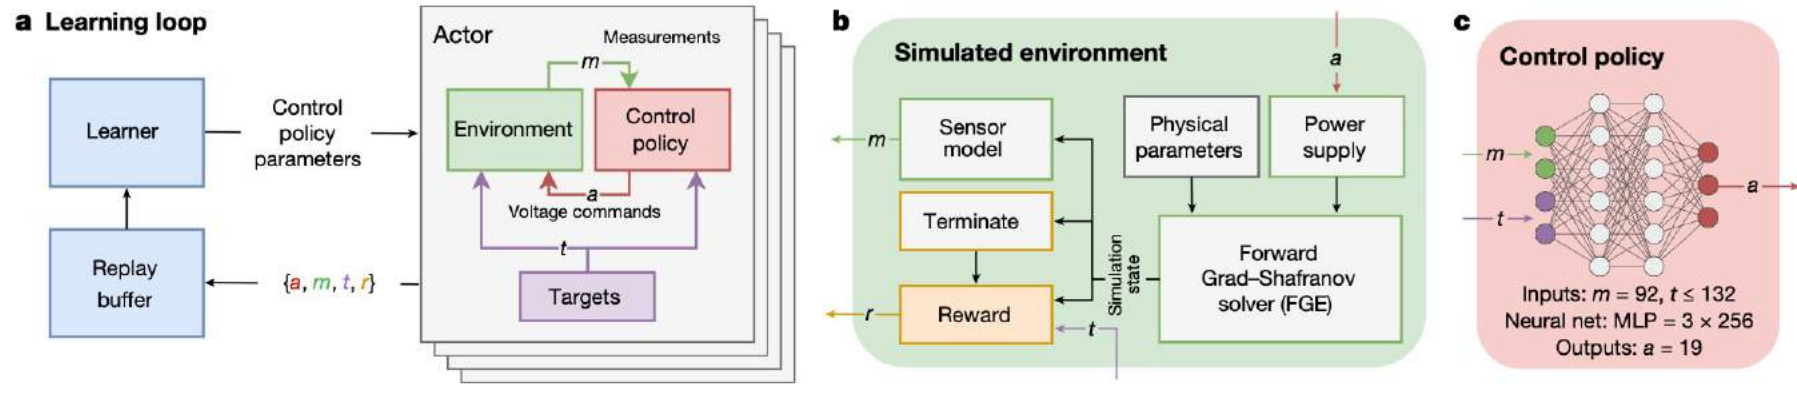 a Learning loop
Learner
Control
policy
parameters
Replay
buffer
{a, m, t, r}
Actor
Measurements
m
Environment
Control
policy
a
Voltage commands
t
Targets
b
Simulated environment
a
m
Sensor
model
Physical
parameters
Power
supply
Terminate
Simulation
state
Forward
Grad–Shafranov
solver (FGE)
r
Reward
t
c
Control policy
m
t
a
Inputs: m = 92, t ≤ 132
Neural net: MLP = 3 × 256
Outputs: a = 19